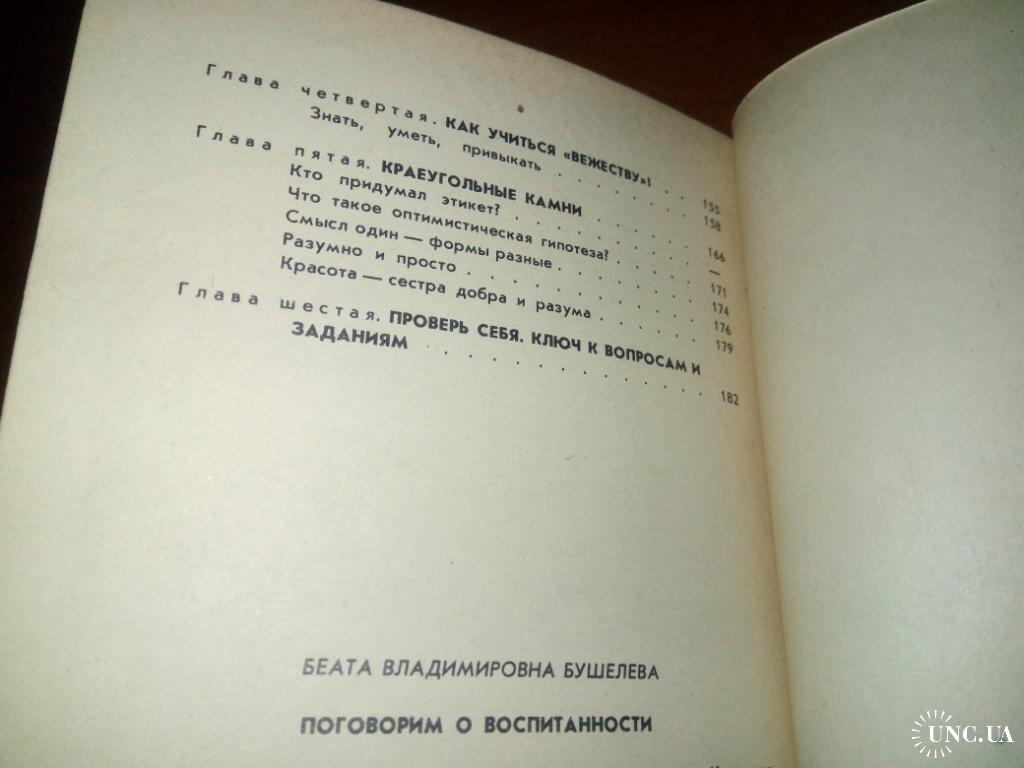 Глава четвертая. КАК УЧИТЬСЯ «ВЕЖЕСТВУ»! . . 155
Знать, уметь, привыкать . . . . . . . 158
Глава пятая. КРАЕУГОЛЬНЫЕ КАМНИ . . . . . 166
Кто придумал этикет? . . . . . . . . —
Что такое оптимистическая гипотеза? . . . . 171
Смысл один — формы разные . . . . . . 174
Разумно и просто . . . . . . . . . 176
Красота — сестра добра и разума . . . . . 179
Глава шестая. ПРОВЕРЬ СЕБЯ. КЛЮЧ К ВОПРОСАМ И
ЗАДАНИЯМ . . . . . . . . . . . 182
БЕАТА ВЛАДИМИРОВНА БУШЕЛЕВА
ПОГОВОРИМ О ВОСПИТАННОСТИ
UNC.UA